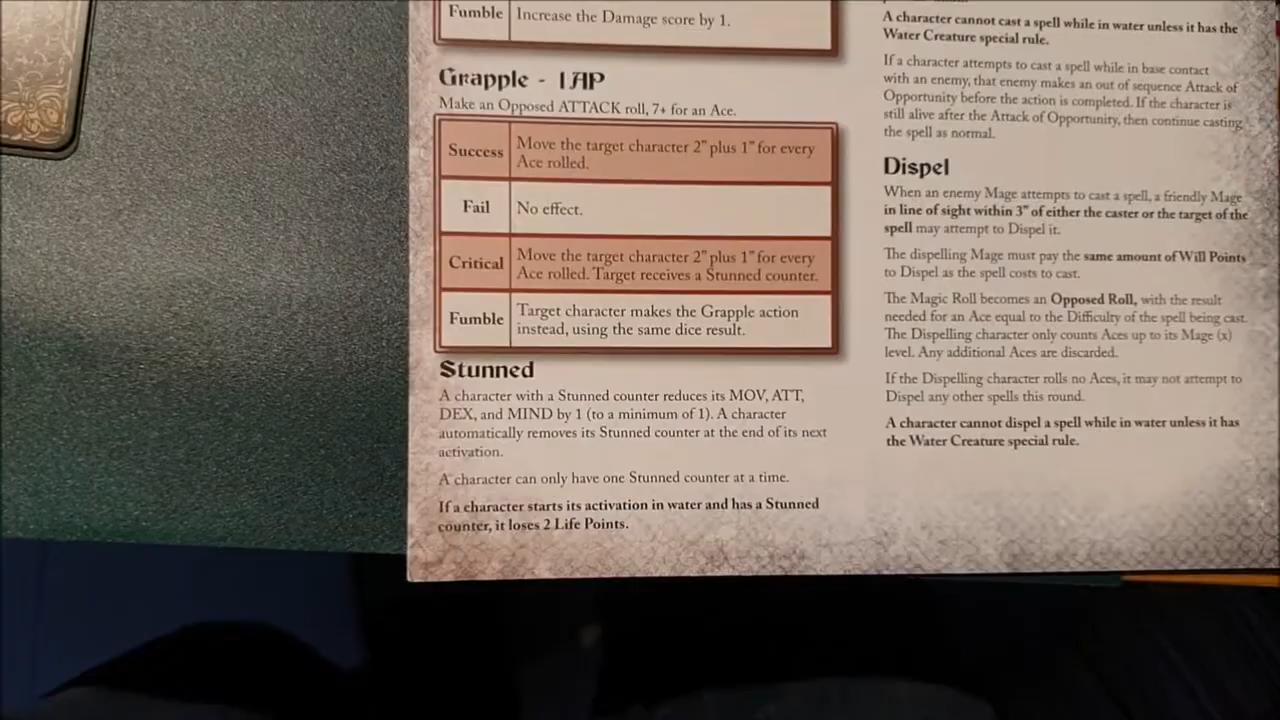 Fumble Increase the Damage score by 1.
Grapple - 1 AP
Make an Opposed ATTACK roll, 7+ for an Ace.
Success Move the target character 2" plus 1" for every
Ace rolled.
Fail No effect.
Critical Move the target character 2" plus 1" for every
Ace rolled. Target receives a Stunned counter.
Fumble Target character makes the Grapple action
instead, using the same dice result.
Stunned
A character with a Stunned counter reduces its MOV, ATT,
DEX, and MIND by 1 (to a minimum of 1). A character
automatically removes its Stunned counter at the end of its next
activation.
A character can only have one Stunned counter at a time.
If a character starts its activation in water and has a Stunned
counter, it loses 2 Life Points.
A character cannot cast a spell while in water unless it has the
Water Creature special rule.
If a character attempts to cast a spell while in base contact
with an enemy, that enemy makes an out of sequence Attack of
Opportunity before the action is completed. If the character is
still alive after the Attack of Opportunity, then continue casting
the spell as normal.
Dispel
When an enemy Mage attempts to cast a spell, a friendly Mage
in line of sight within 3" of either the caster or the target of the
spell may attempt to Dispel it.
The dispelling Mage must pay the same amount of Will Points
to Dispel as the spell costs to cast.
The Magic Roll becomes an Opposed Roll, with the result
needed for an Ace equal to the Difficulty of the spell being cast.
The Dispelling character only counts Aces up to its Mage (x)
level. Any additional Aces are discarded.
If the Dispelling character rolls no Aces, it may not attempt to
Dispel any other spells this round.
A character cannot dispel a spell while in water unless it has
the Water Creature special rule.